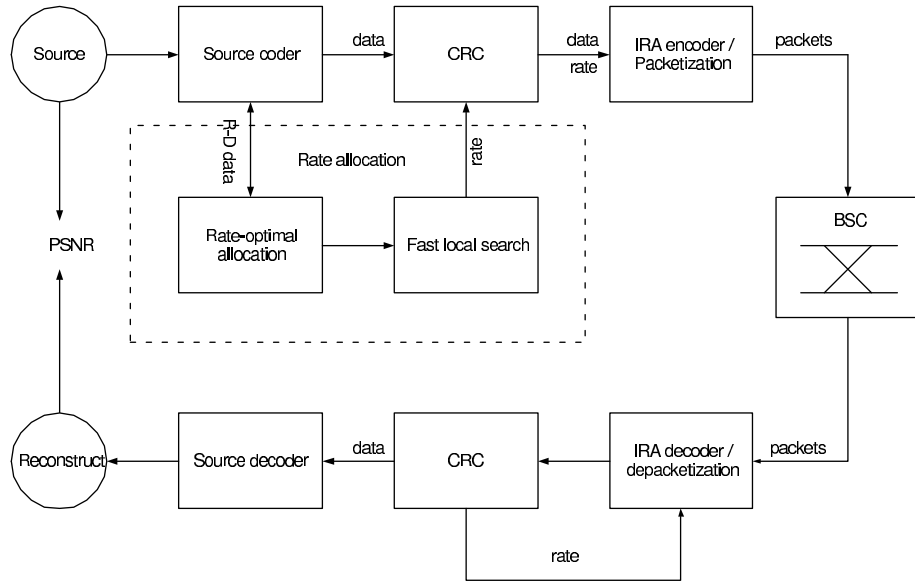 Source
Source coder
data
CRC
data
rate
IRA encoder /
Packetization
packets
R-D data
Rate allocation
rate
PSNR
Rate-optimal
allocation
Fast local search
BSC
Reconstruct
Source decoder
data
CRC
IRA decoder /
depacketization
packets
rate